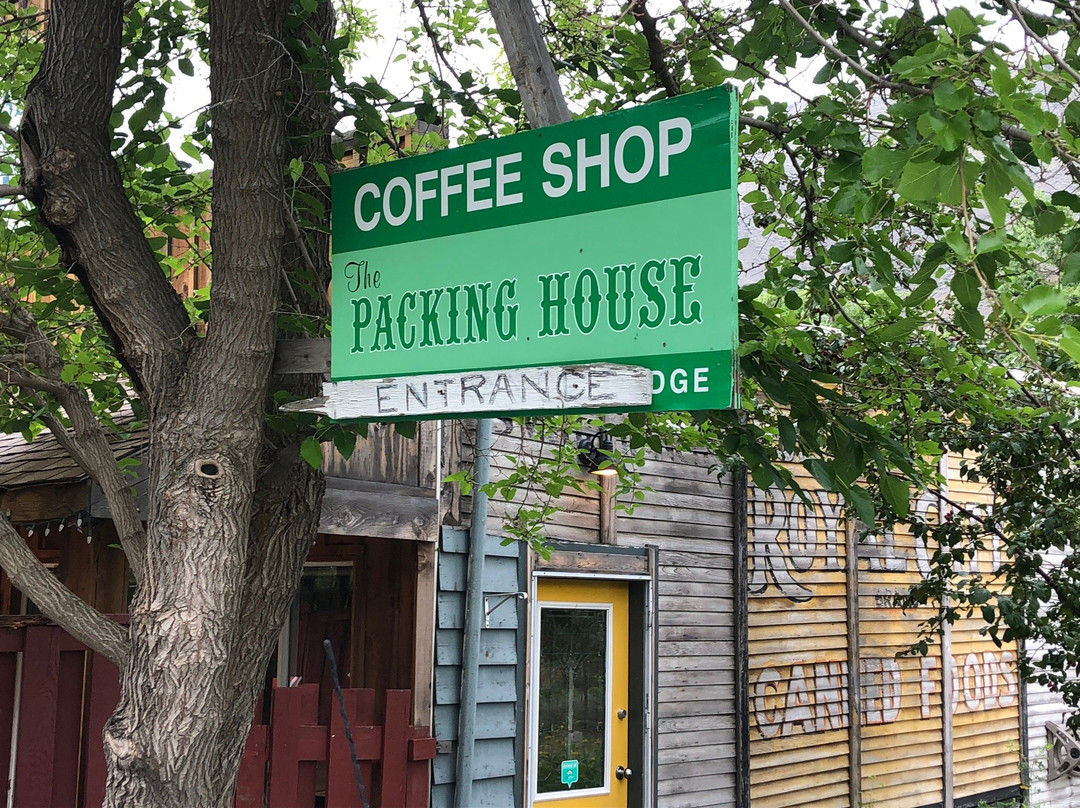 COFFEE SHOP
The
PACKING HOUSE
ENTRANCE
DGE
CANNED FOODS